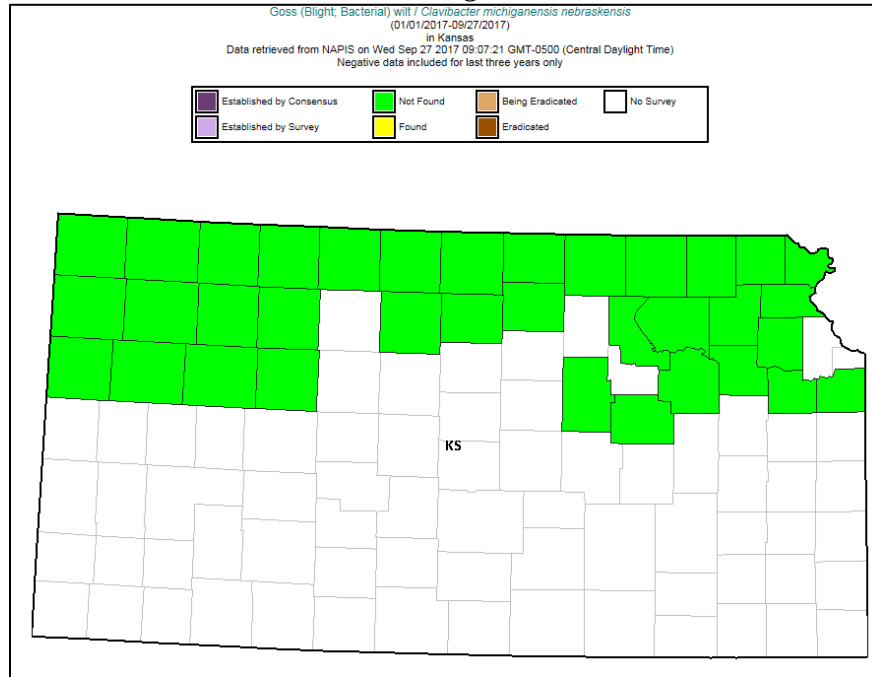 Goss (Blight; Bacterial) wilt / Clavibacter michiganensis nebraskensis
(01/01/2017-09/27/2017)
in Kansas
Data retrieved from NAPIS on Wed Sep 27 2017 09:07:21 GMT-0500 (Central Daylight Time)
Negative data included for last three years only
Established by Consensus
Not Found
Being Eradicated
No Survey
Established by Survey
Found
Eradicated
KS